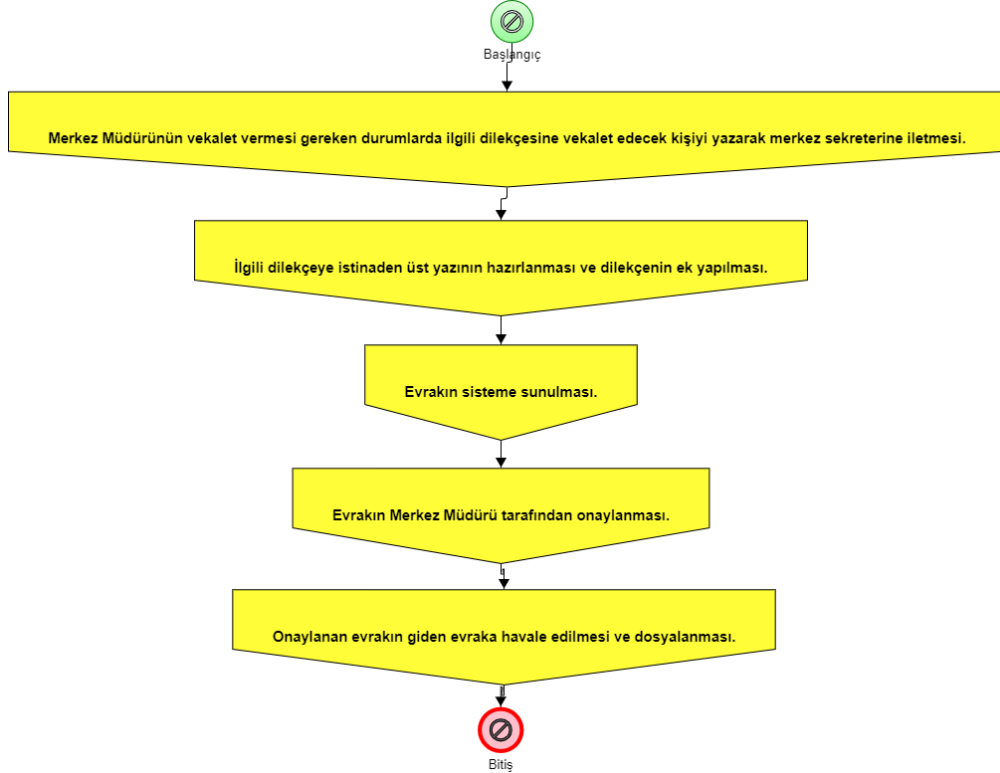 Başlangıç
Merkez Müdürünün vekalet vermesi gereken durumlarda ilgili dilekçesine vekalet edecek kişiyi yazarak merkez sekreterine iletmesi.
İlgili dilekçeye istinaden üst yazının hazırlanması ve dilekçenin ek yapılması.
Evrakın sisteme sunulması.
Evrakın Merkez Müdürü tarafından onaylanması.
Onaylanan evrakın giden evraka havale edilmesi ve dosyalanması.
Bitiş